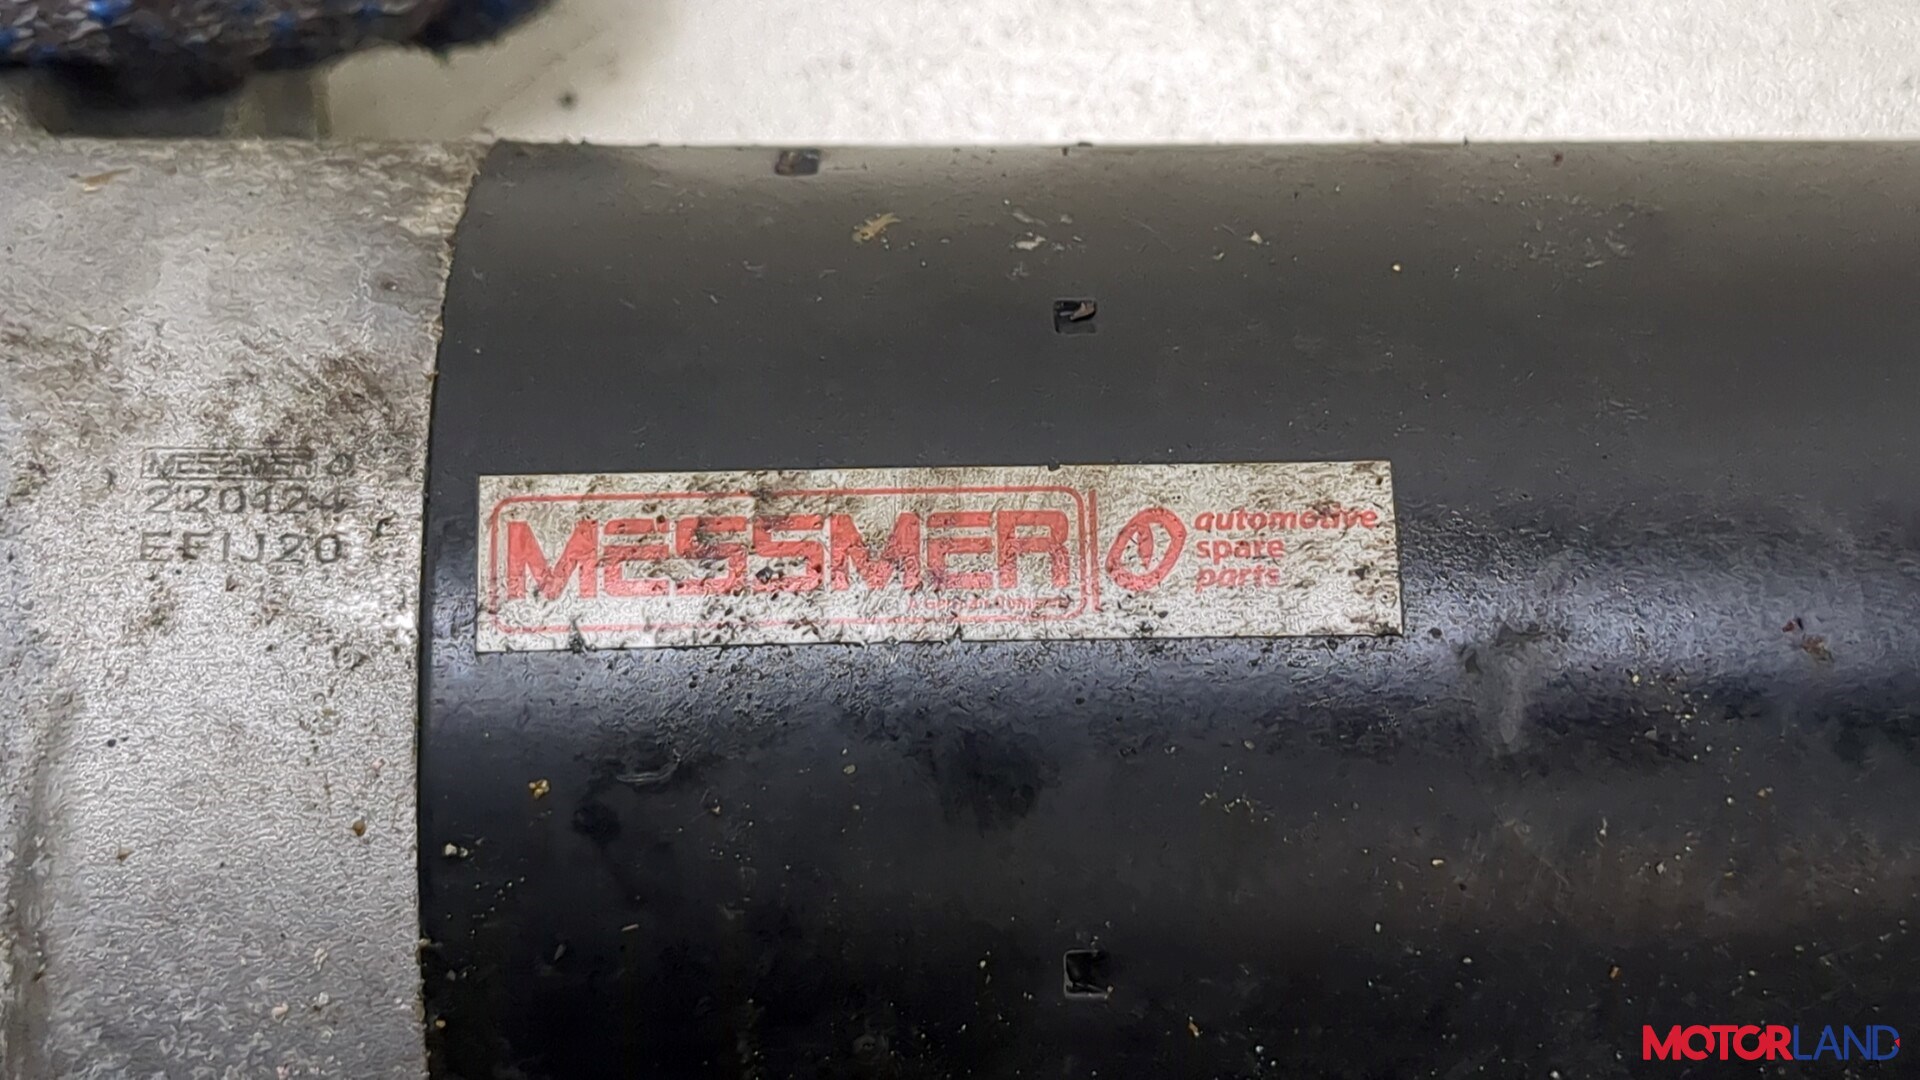 MESSMER
220124
EFIJ20
MESSMER
automotive
spare
parts
MOTORLAND